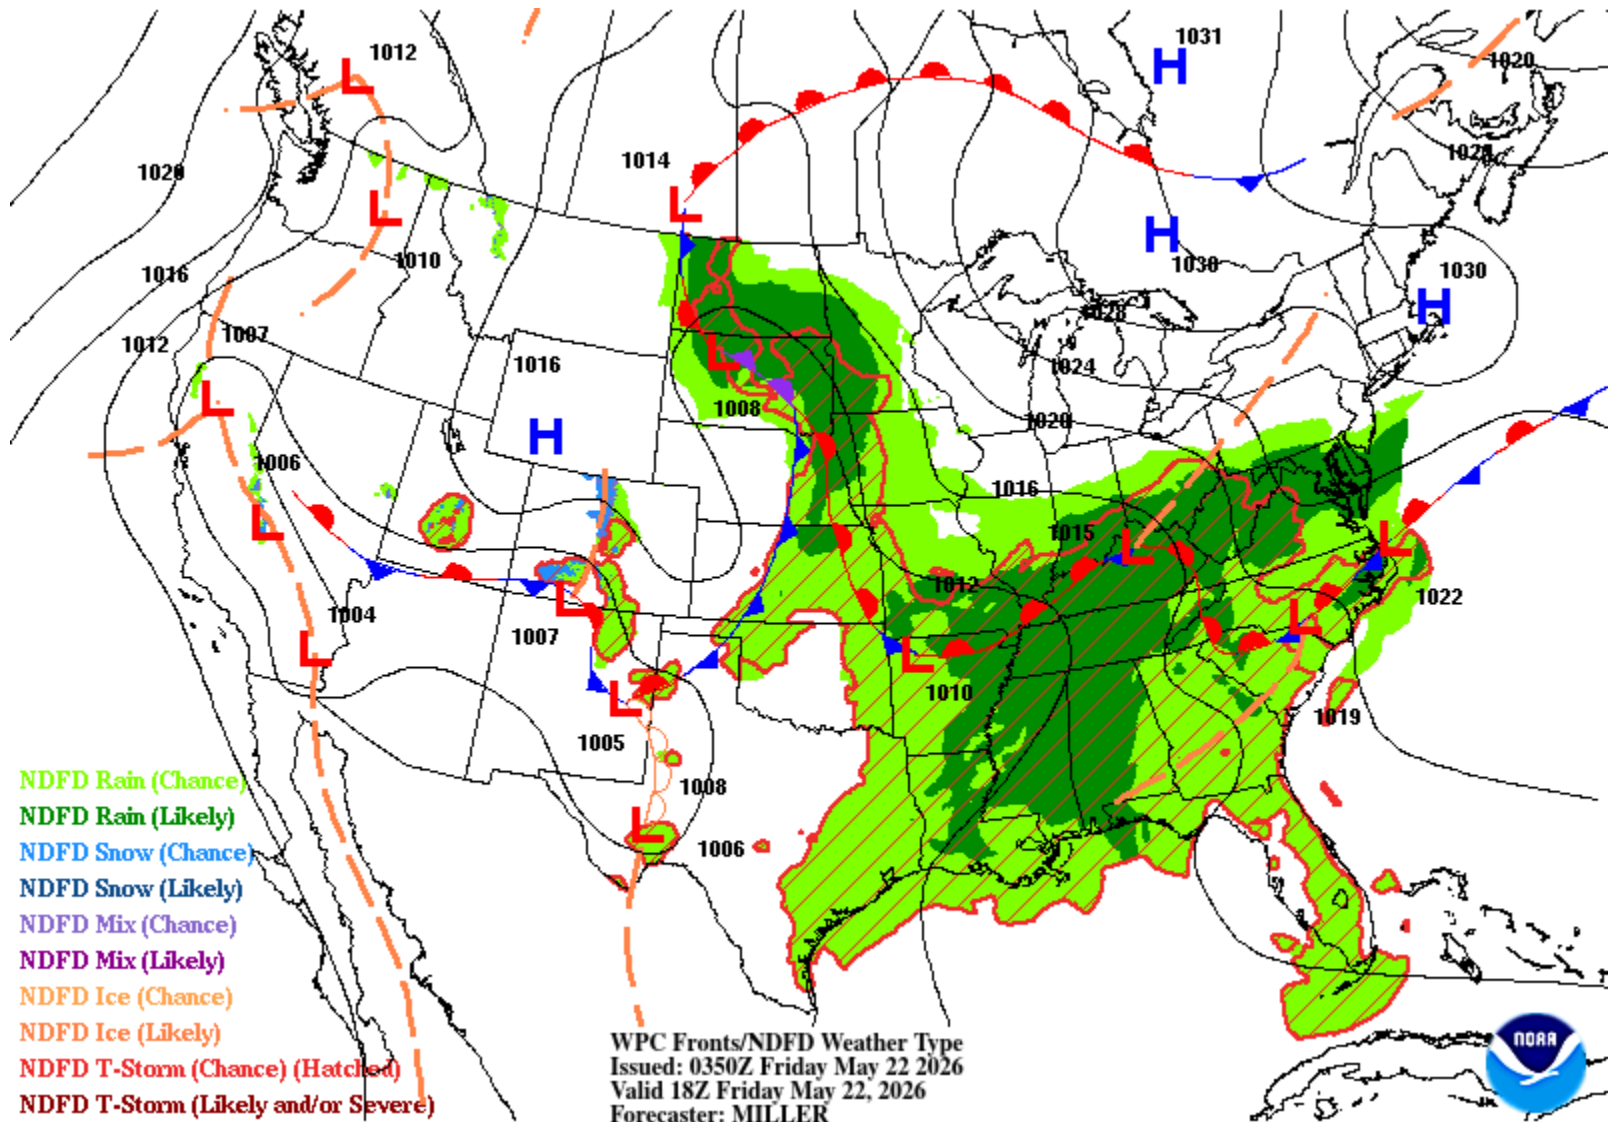 1012
1031
H
1020
L
1014
1020
L
L
1024
H
1010
1030
1016
1030
H
1007
1028
1012
1016
L
1024
L
1008
1020
H
1006
1016
L
1015
L
L
1012
1004
L
1022
1007
L
L
L
1010
L
1005
1019
1008
L
1006
NDFD Rain (Chance)
NDFD Rain (Likely)
NDFD Snow (Chance)
NDFD Snow (Likely)
NDFD Mix (Chance)
NDFD Mix (Likely)
NDFD Ice (Chance)
NDFD Ice (Likely)
NDFD T-Storm (Chance) (Hatched)
NDFD T-Storm (Likely and/or Severe)
WPC Fronts/NDFD Weather Type
Issued: 0350Z Friday May 22 2026
Valid 18Z Friday May 22, 2026
Forecaster: MILLER
NOAA